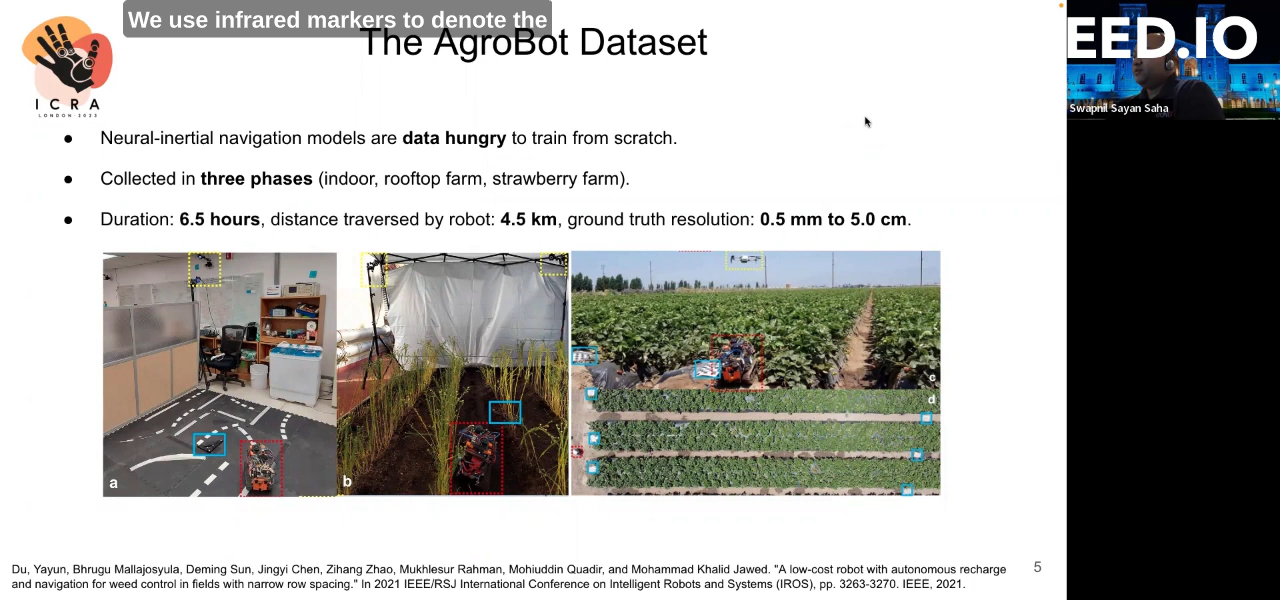 We use infrared markers to denote the
The AgroBot Dataset
I C R A
LONDON·2023
● Neural-inertial navigation models are data hungry to train from scratch.
● Collected in three phases (indoor, rooftop farm, strawberry farm).
● Duration: 6.5 hours, distance traversed by robot: 4.5 km, ground truth resolution: 0.5 mm to 5.0 cm.
a
b
c
d
Du, Yayun, Bhrugu Mallajosyula, Deming Sun, Jingyi Chen, Zihang Zhao, Mukhlesur Rahman, Mohiuddin Quadir, and Mohammad Khalid Jawed. "A low-cost robot with autonomous recharge
and navigation for weed control in fields with narrow row spacing." In 2021 IEEE/RSJ International Conference on Intelligent Robots and Systems (IROS), pp. 3263-3270. IEEE, 2021.
5
EED.IO
Swapnil Sayan Saha